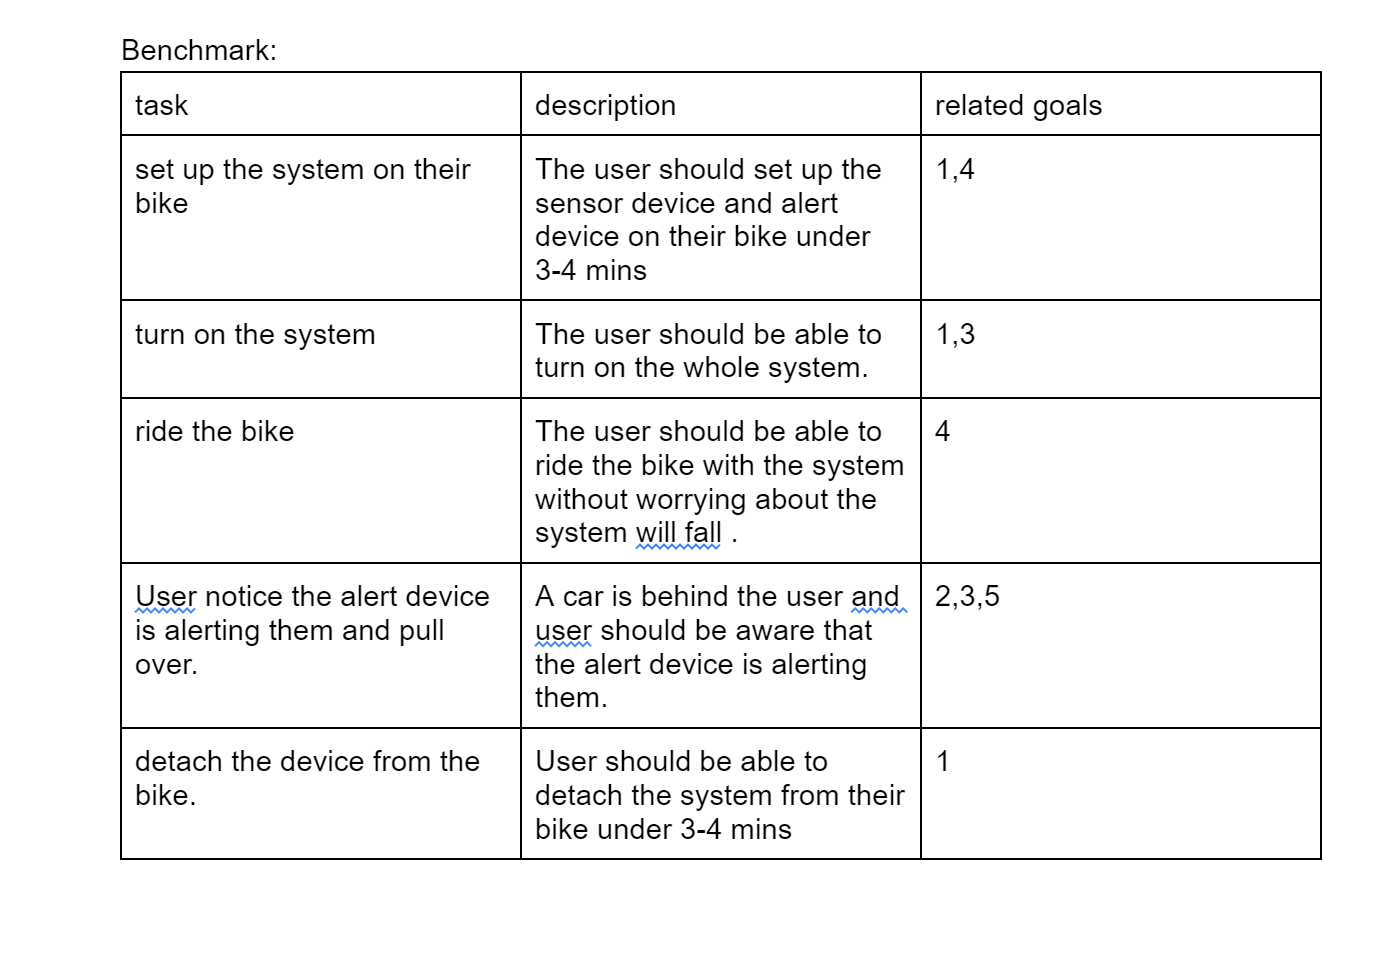 Benchmark:
task
description
related goals
set up the system on their
bike
The user should set up the
sensor device and alert
device on their bike under
3-4 mins
1,4
turn on the system
The user should be able to
turn on the whole system.
1,3
ride the bike
The user should be able to
ride the bike with the system
without worrying about the
system will fall .
4
User notice the alert device
is alerting them and pull
over.
A car is behind the user and
user should be aware that
the alert device is alerting
them.
2,3,5
detach the device from the
bike.
User should be able to
detach the system from their
bike under 3-4 mins
1